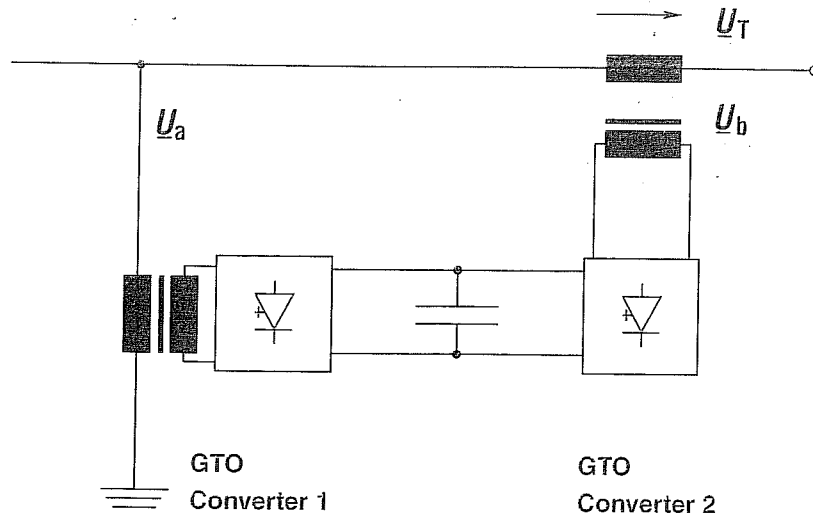 U_T
U_a
U_b
GTO
Converter 1
GTO
Converter 2